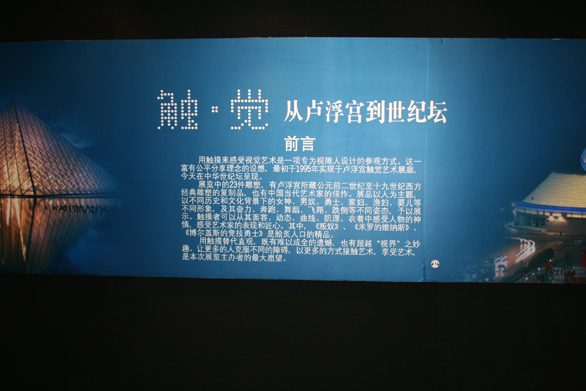 触·觉 从卢浮宫到世纪坛
前言
用触摸来感受视觉艺术是一项专为视障人设计的参观方式，这一
富有公平分享理念的设想，最初于1995年实现于卢浮宫触觉艺术展廊，
今天在中华世纪坛呈现。
展览中的23件雕塑，有卢浮宫所藏公元前二世纪至十九世纪西方
经典雕塑的复制品，也有中国当代艺术家的佳作。展品以人为主题，
以不同历史和文化背景下的女神、男奴、勇士、家妇、渔妇、婴儿等
不同形象，及其奋力、奔跑、舞蹈、飞翔、跌倒等不同姿态，予以展
示。触摸者可以从其面容、动态、曲线、肌理、衣着中感受人物的神
情，感受艺术家的表现和匠心。其中，《叛奴》、《米罗的维纳斯》、
《博尔盖斯的竞技勇士》是脍炙人口的精品。
用触摸替代直观，既有难以成全的遗憾，也有超越“视界”之妙
趣。让更多的人克服不同的障碍，以更多的方式接触艺术，享受艺术，
是本次展览主办者的最大愿望。